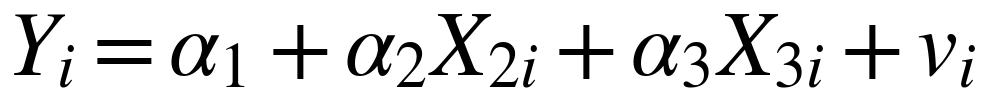 Yᵢ = α₁ + α₂X₂ᵢ + α₃X₃ᵢ + vᵢ